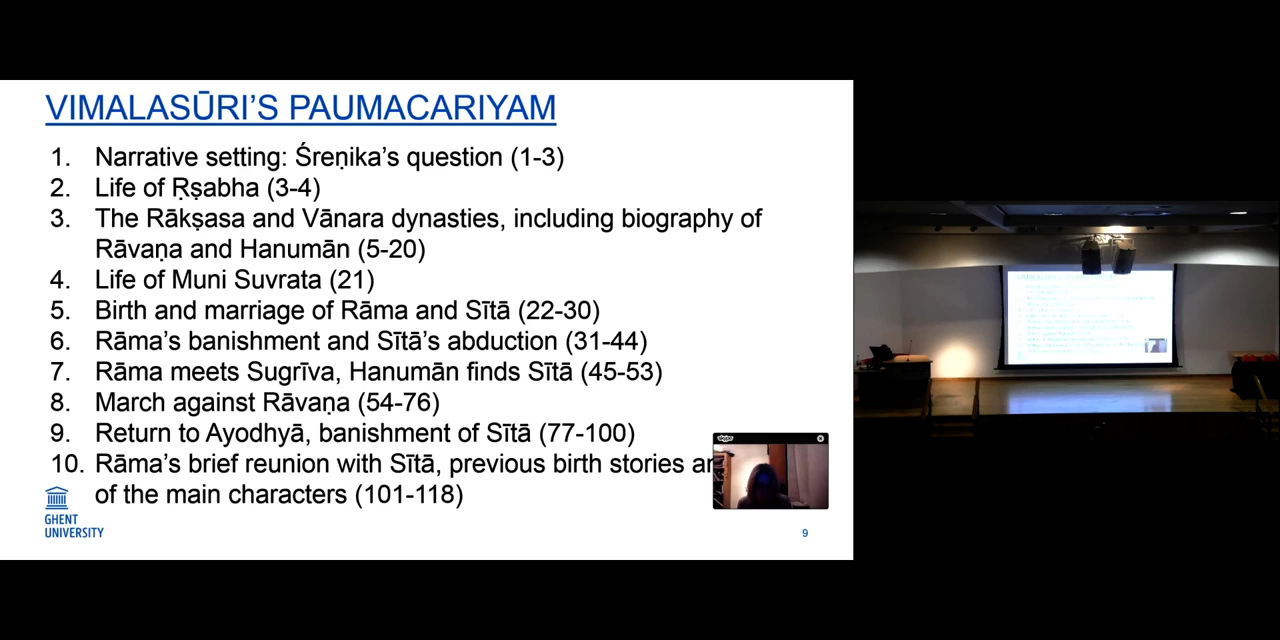 VIMALASŪRI'S PAUMACARIYAM
1. Narrative setting: Śreṇika's question (1-3)
2. Life of Ṛṣabha (3-4)
3. The Rākṣasa and Vānara dynasties, including biography of
Rāvaṇa and Hanumān (5-20)
4. Life of Muni Suvrata (21)
5. Birth and marriage of Rāma and Sītā (22-30)
6. Rāma's banishment and Sītā's abduction (31-44)
7. Rāma meets Sugrīva, Hanumān finds Sītā (45-53)
8. March against Rāvaṇa (54-76)
9. Return to Ayodhyā, banishment of Sītā (77-100)
10. Rāma's brief reunion with Sītā, previous birth stories
of the main characters (101-118)
GHENT
UNIVERSITY
9